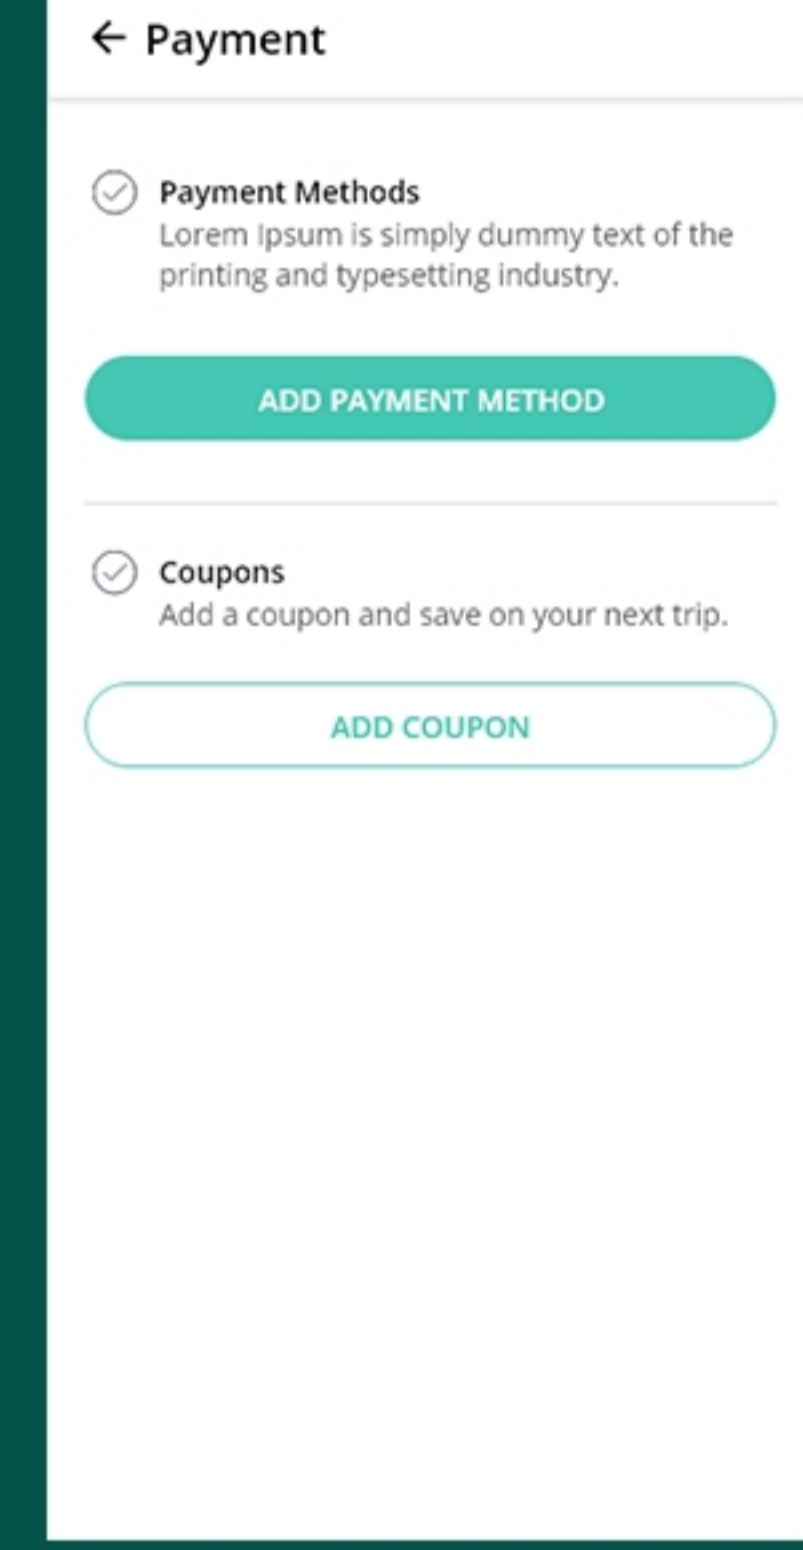 Payment
Payment Methods
Lorem Ipsum is simply dummy text of the
printing and typesetting industry.
ADD PAYMENT METHOD
Coupons
Add a coupon and save on your next trip.
ADD COUPON